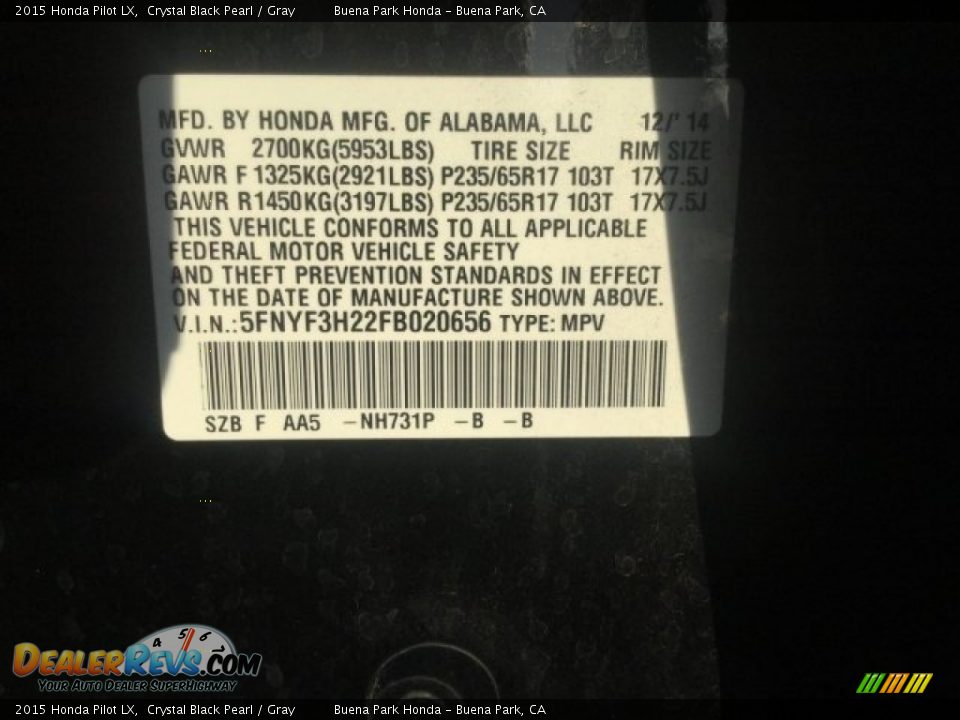 2015 Honda Pilot LX,  Crystal Black Pearl / Gray          Buena Park Honda - Buena Park, CA
MFD. BY HONDA MFG. OF ALABAMA, LLC 12/' 14
GVWR 2700KG(5953LBS) TIRE SIZE RIM SIZE
GAWR F 1325KG(2921LBS) P235/65R17 103T 17X7.5J
GAWR R1450KG(3197LBS) P235/65R17 103T 17X7.5J
THIS VEHICLE CONFORMS TO ALL APPLICABLE
FEDERAL MOTOR VEHICLE SAFETY
AND THEFT PREVENTION STANDARDS IN EFFECT
ON THE DATE OF MANUFACTURE SHOWN ABOVE.
V.I.N.:5FNYF3H22FB020656 TYPE: MPV
SZB F AA5 -NH731P -B -B
4 5 6 7
DEALERREVS.COM
YOUR AUTO DEALER SUPERHIGHWAY
2015 Honda Pilot LX,  Crystal Black Pearl / Gray          Buena Park Honda - Buena Park, CA